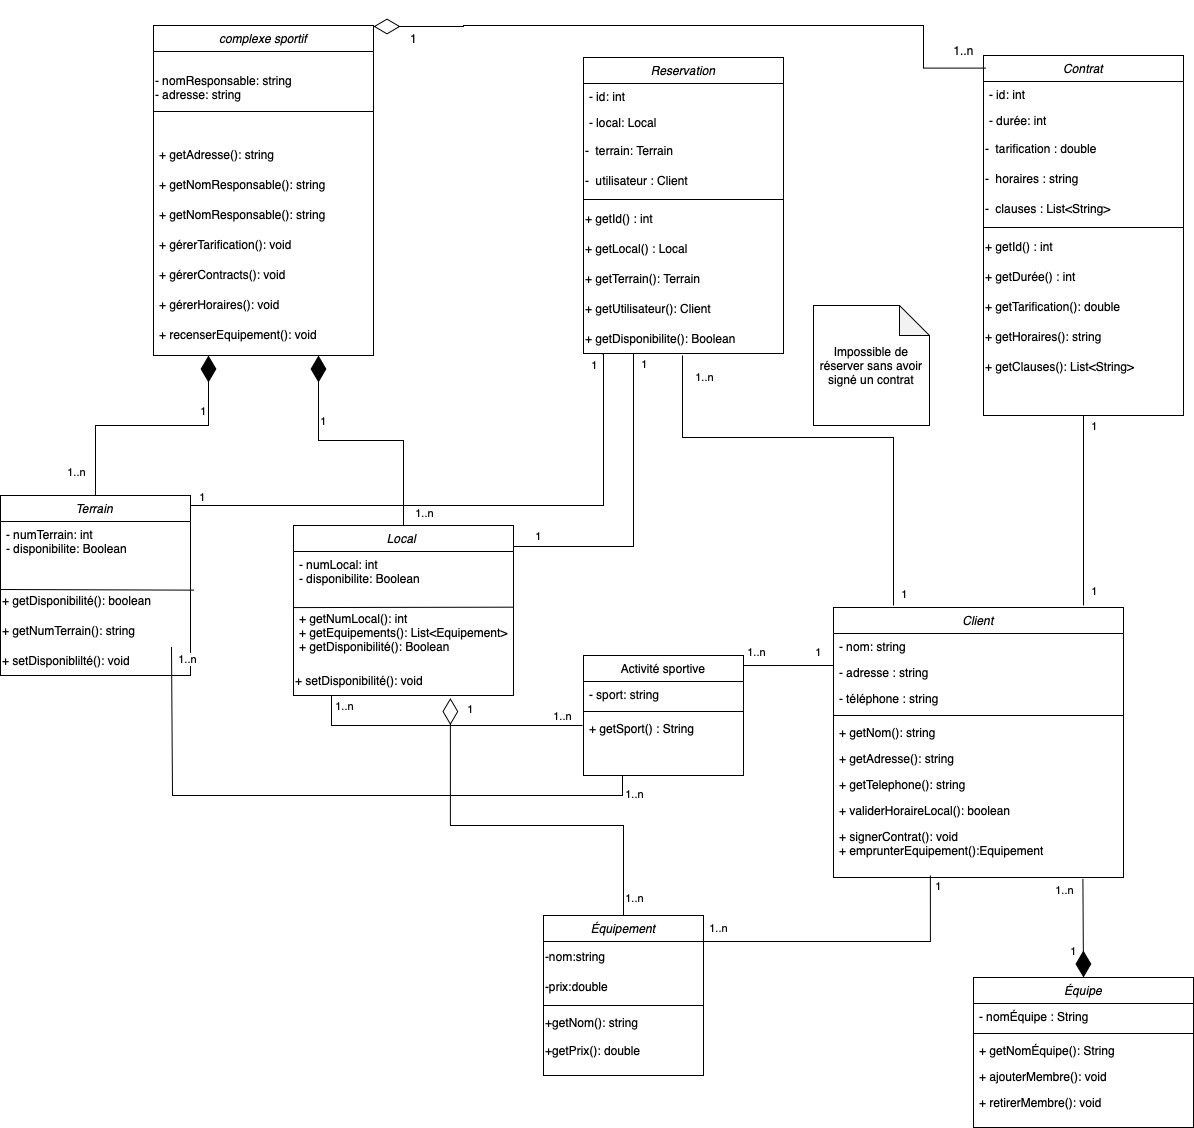 complexe sportif
- nomResponsable: string
- adresse: string
+ getAdresse(): string
+ getNomResponsable(): string
+ getNomResponsable(): string
+ gérerTarification(): void
+ gérerContracts(): void
+ gérerHoraires(): void
+ recenserEquipement(): void
1
1..n
Reservation
- id: int
- local: Local
- terrain: Terrain
- utilisateur : Client
+ getId() : int
+ getLocal() : Local
+ getTerrain(): Terrain
+ getUtilisateur(): Client
+ getDisponibilite(): Boolean
Contrat
- id: int
- durée: int
- tarification : double
- horaires : string
- clauses : List<String>
+ getId() : int
+ getDurée() : int
+ getTarification(): double
+ getHoraires(): string
+ getClauses(): List<String>
Impossible de
réserver sans avoir
signé un contrat
1
1
1..n
1
1
1
1..n
1
1..n
1
1
1
Terrain
- numTerrain: int
- disponibilite: Boolean
+ getDisponibilité(): boolean
+ getNumTerrain(): string
+ setDisponiblilté(): void
1..n
Local
- numLocal: int
- disponibilite: Boolean
+ getNumLocal(): int
+ getEquipements(): List<Equipement>
+ getDisponibilité(): Boolean
+ setDisponibilité(): void
1..n
1
1..n
Activité sportive
- sport: string
+ getSport() : String
1..n
1
1..n
Client
- nom: string
- adresse : string
- téléphone : string
+ getNom(): string
+ getAdresse(): string
+ getTelephone(): string
+ validerHoraireLocal(): boolean
+ signerContrat(): void
+ emprunterEquipement():Equipement
1..n
1
1..n
1..n
1
Équipement
-nom:string
-prix:double
+getNom(): string
+getPrix(): double
Équipe
- nomÉquipe : String
+ getNomÉquipe(): String
+ ajouterMembre(): void
+ retirerMembre(): void